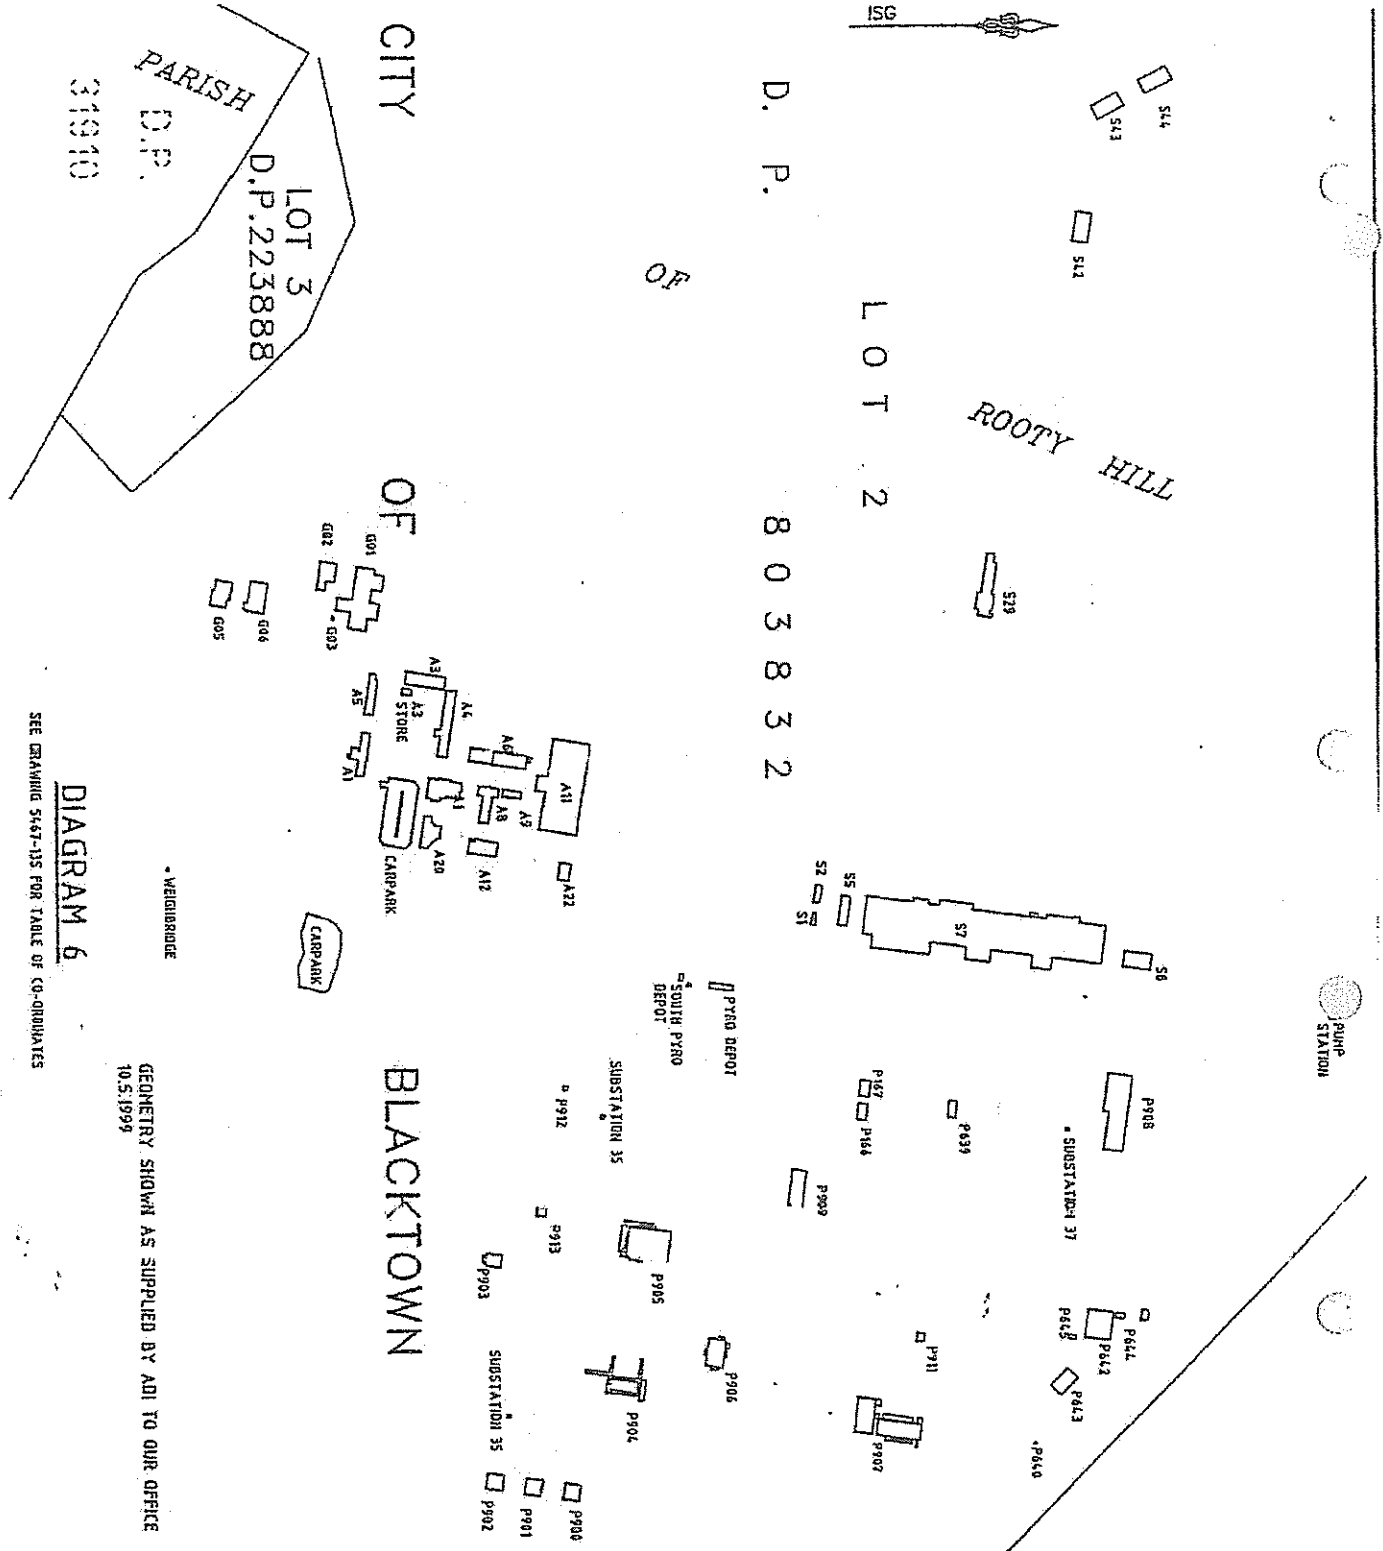 ISG
S44
S43
S42
CITY
PARISH
D.P.
31910
LOT 3
D.P.223888
D. P.
OF
LOT 2
ROOTY HILL
803832
S29
OF
G01
G02
G03
G04
G05
A3
A3
STORE
A4
A5
A6
A11
A9
A8
A1
A20
A12
A22
CARPARK
CARPARK
S2
S5
S1
S7
S6
PUMP
STATION
PYRO DEPOT
SOUTH PYRO
DEPOT
WEIGHBRIDGE
DIAGRAM 6
SEE DRAWING 5467-135 FOR TABLE OF CO-ORDINATES
GEOMETRY SHOWN AS SUPPLIED BY ADI TO OUR OFFICE
10.5.1999
BLACKTOWN
SUBSTATION 35
P912
P167
P166
P639
P908
SUBSTATION 37
P909
P913
P903
P905
P906
P911
P644
P645
P642
P643
P640
P907
P904
SUBSTATION 35
P902
P901
P900